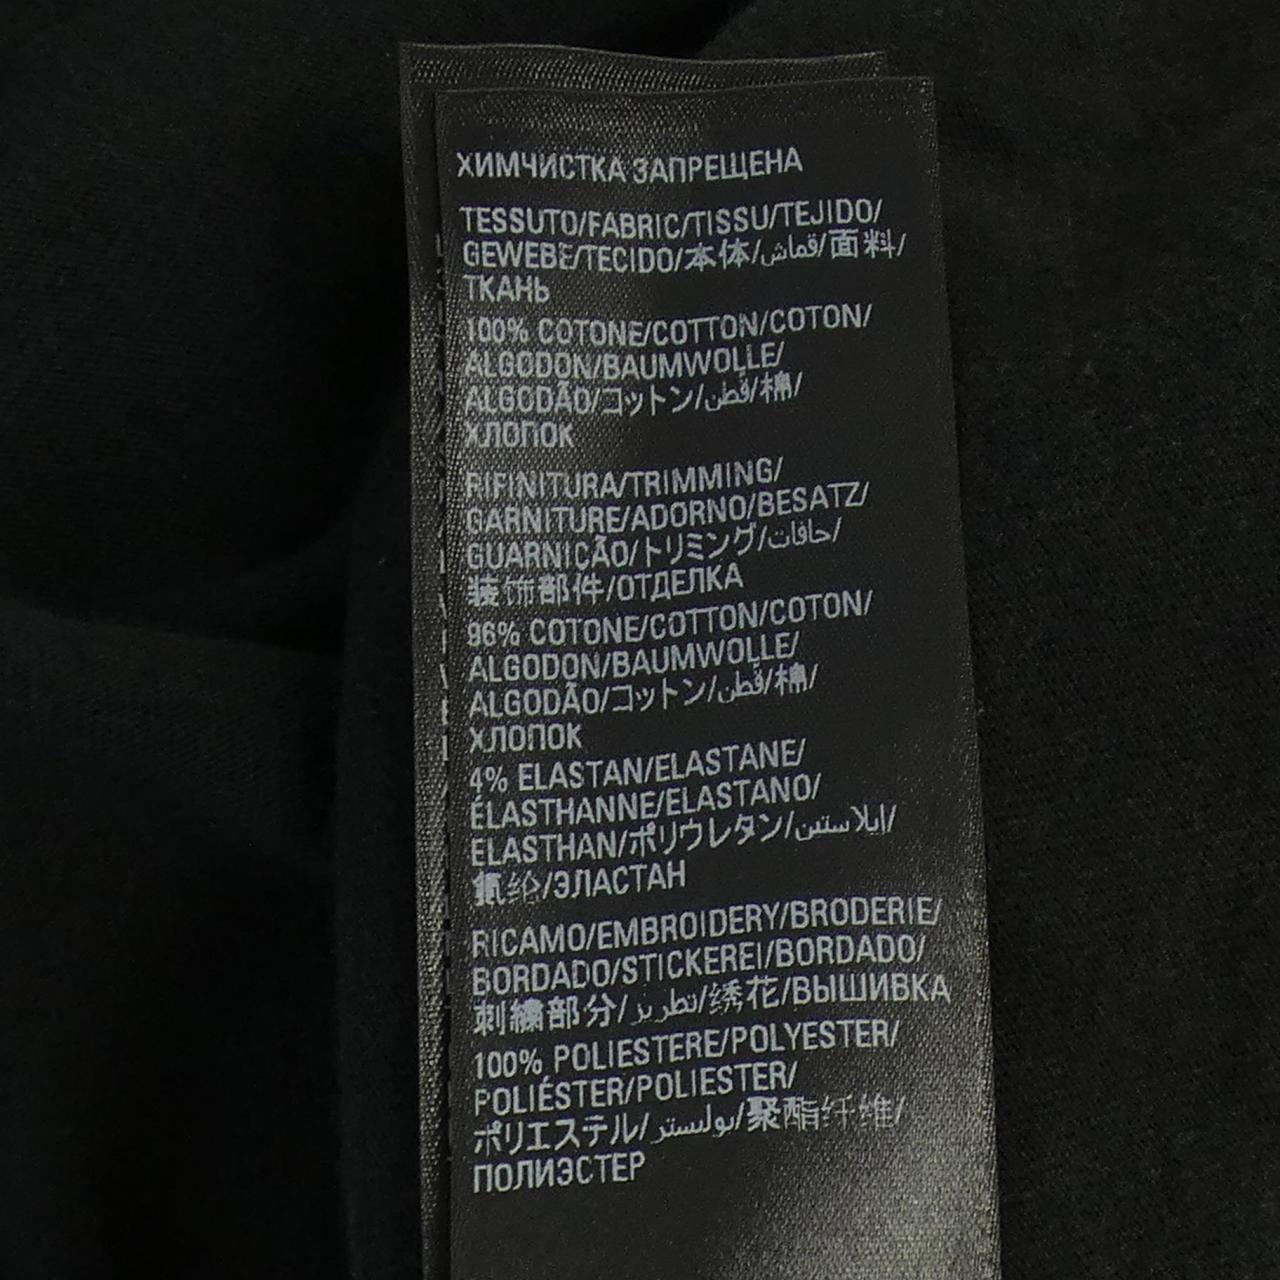 ХИМЧИСТКА ЗАПРЕЩЕНА
TESSUTO/FABRIC/TISSU/TEJIDO/
GEWEBE/TECIDO/本体/قماش/面料/
ТКАНЬ
100% COTONE/COTTON/COTON/
ALGODON/BAUMWOLLE/
ALGODÃO/コットン/قطن/棉/
ХЛОПОК
RIFINITURA/TRIMMING/
GARNITURE/ADORNO/BESATZ/
GUARNIÇÃO/トリミング/حافات/
装饰部件/ОТДЕЛКА
96% COTONE/COTTON/COTON/
ALGODON/BAUMWOLLE/
ALGODÃO/コットン/قطن/棉/
ХЛОПОК
4% ELASTAN/ELASTANE/
ÉLASTHANNE/ELASTANO/
ELASTHAN/ポリウレタン/إيلاستين/
氨纶/ЭЛАСТАН
RICAMO/EMBROIDERY/BRODERIE/
BORDADO/STICKEREI/BORDADO/
刺繍部分/تطريز/绣花/ВЫШИВКА
100% POLIESTERE/POLYESTER/
POLIÉSTER/POLIESTER/
ポリエステル/بوليستر/聚酯纤维/
ПОЛИЭСТЕР